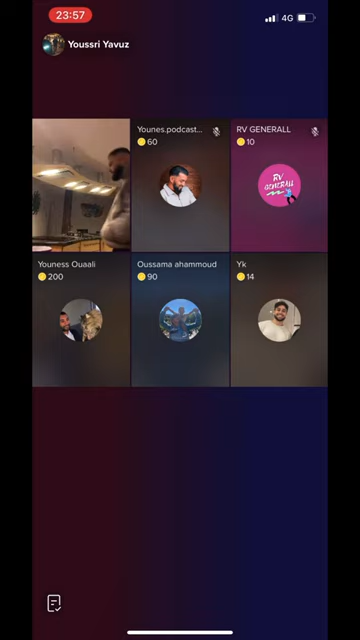 23:57
4G
Youssri Yavuz
Younes.podcast...
60
RV GENERALL
10
RV
GENERALL
Youness Ouaali
200
Oussama ahammoud
90
Yk
14